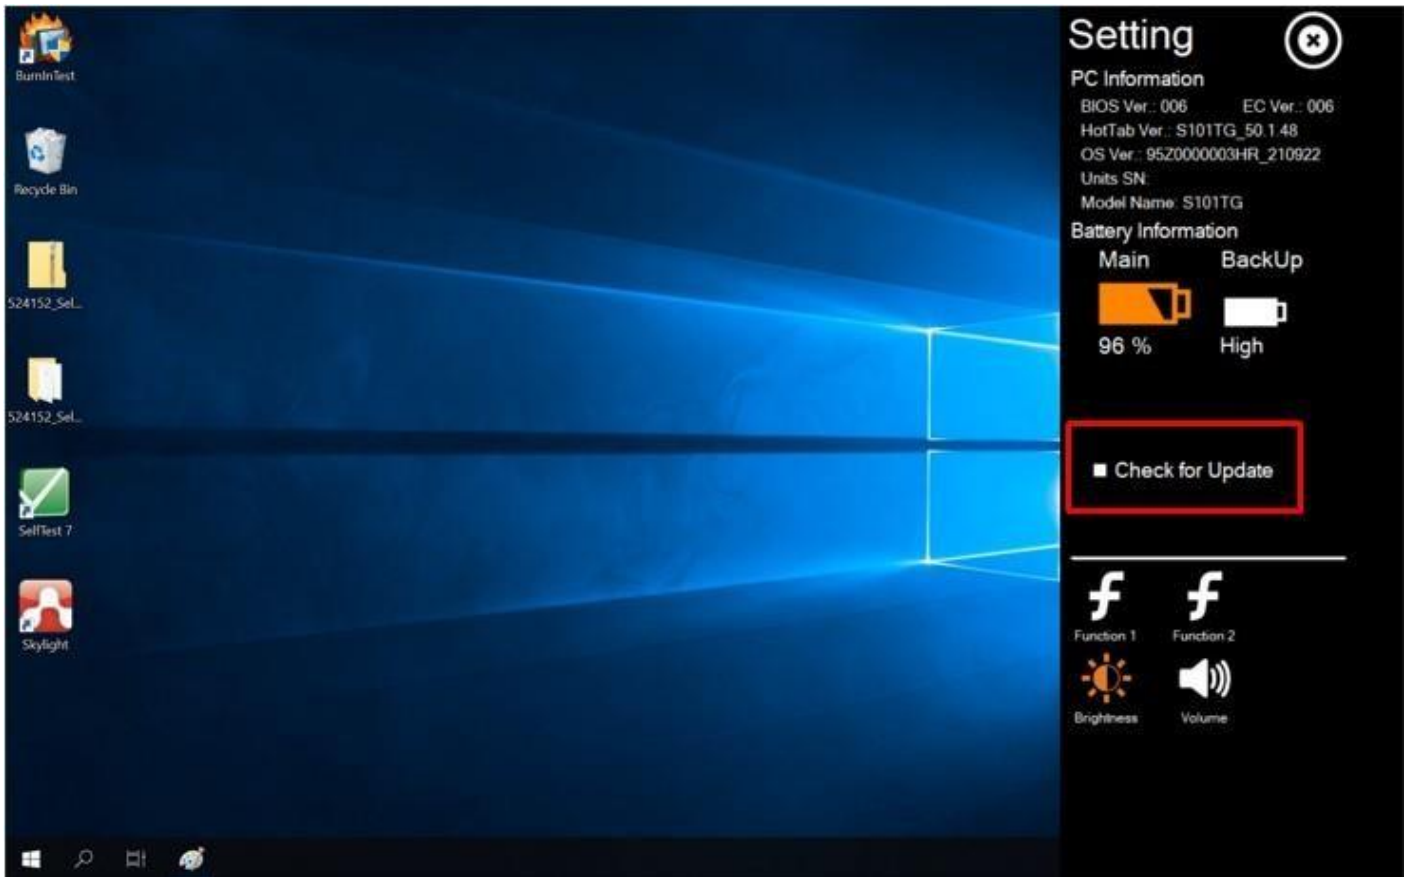 BurnInTest
Recycle Bin
524152_Sel...
524152_Sel...
SelfTest 7
Skylight
Setting
PC Information
BIOS Ver.: 006 EC Ver.: 006
HotTab Ver.: S101TG_50.1.48
OS Ver.: 95Z0000003HR_210922
Units SN:
Model Name: S101TG
Battery Information
Main BackUp
96 % High
Check for Update
Function 1 Function 2
Brightness Volume